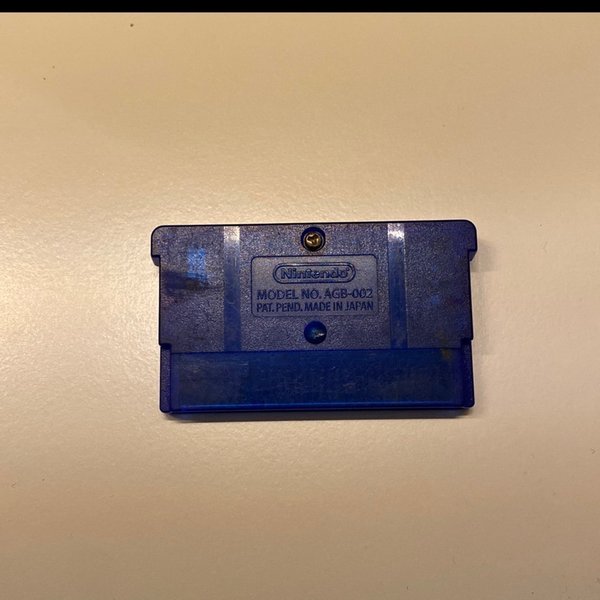 Nintendo
MODEL NO. AGB-002
PAT. PEND. MADE IN JAPAN